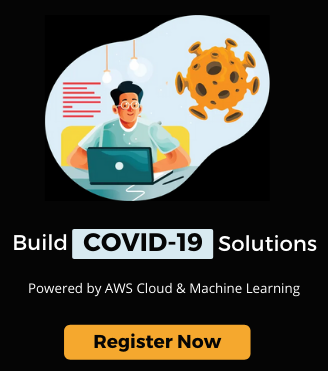 Build COVID-19 Solutions
Powered by AWS Cloud & Machine Learning
Register Now